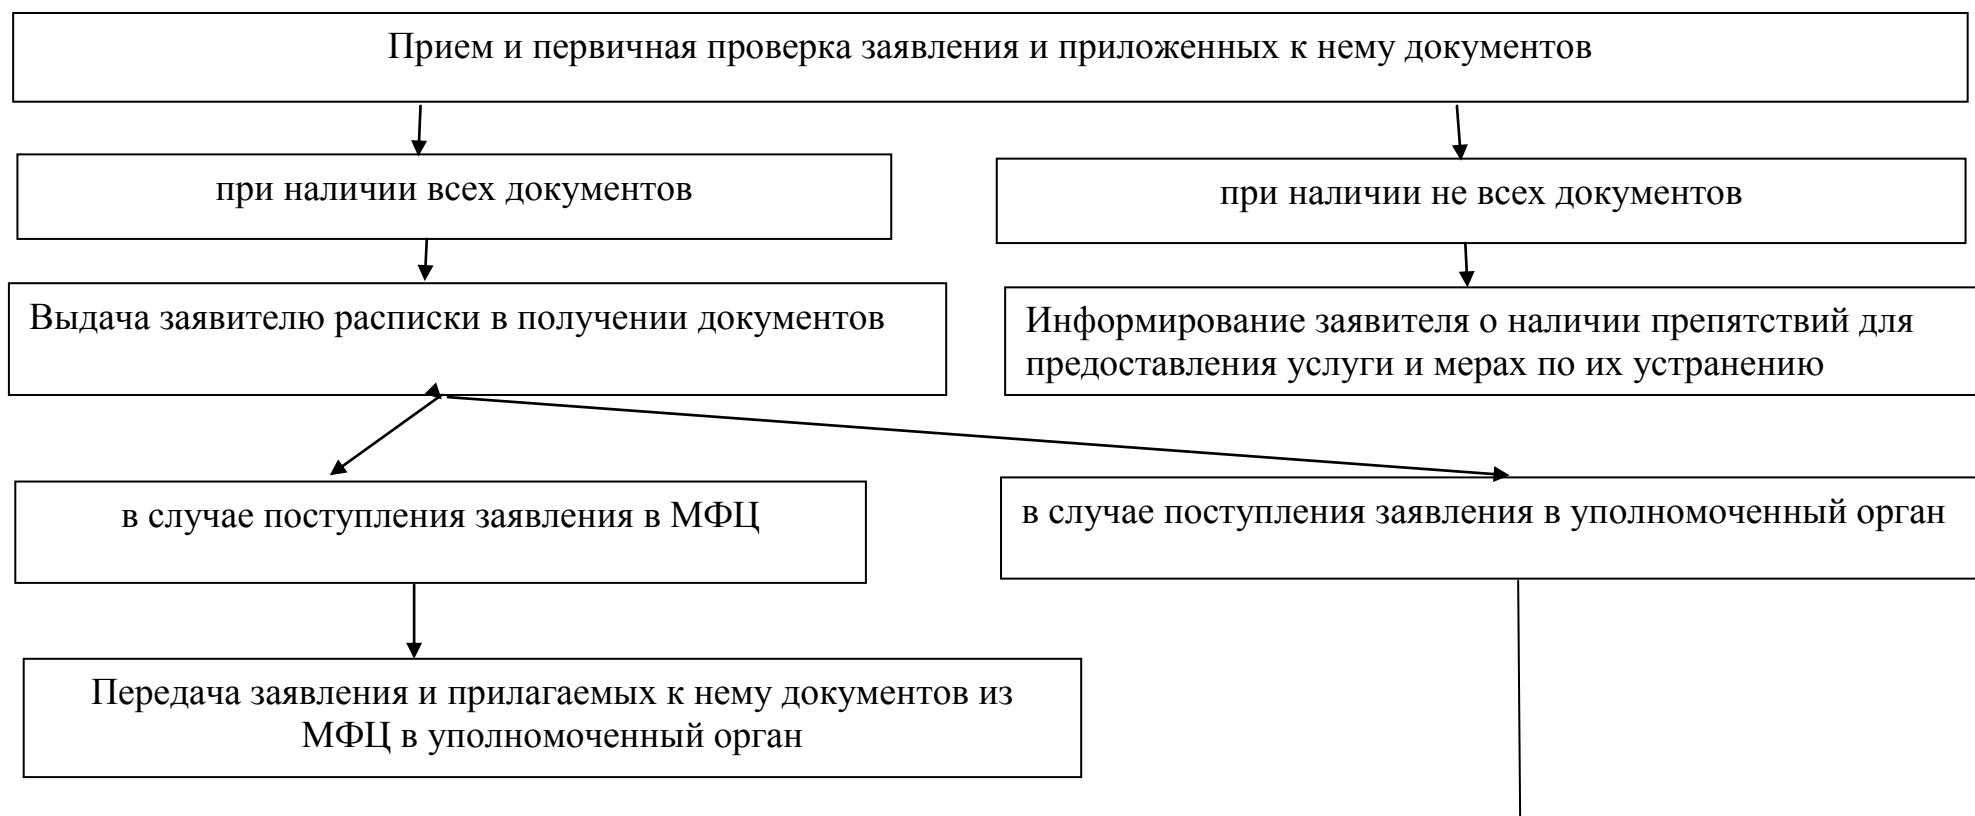 Прием и первичная проверка заявления и приложенных к нему документов
при наличии всех документов
при наличии не всех документов
Выдача заявителю расписки в получении документов
Информирование заявителя о наличии препятствий для
предоставления услуги и мерах по их устранению
в случае поступления заявления в МФЦ
в случае поступления заявления в уполномоченный орган
Передача заявления и прилагаемых к нему документов из
МФЦ в уполномоченный орган